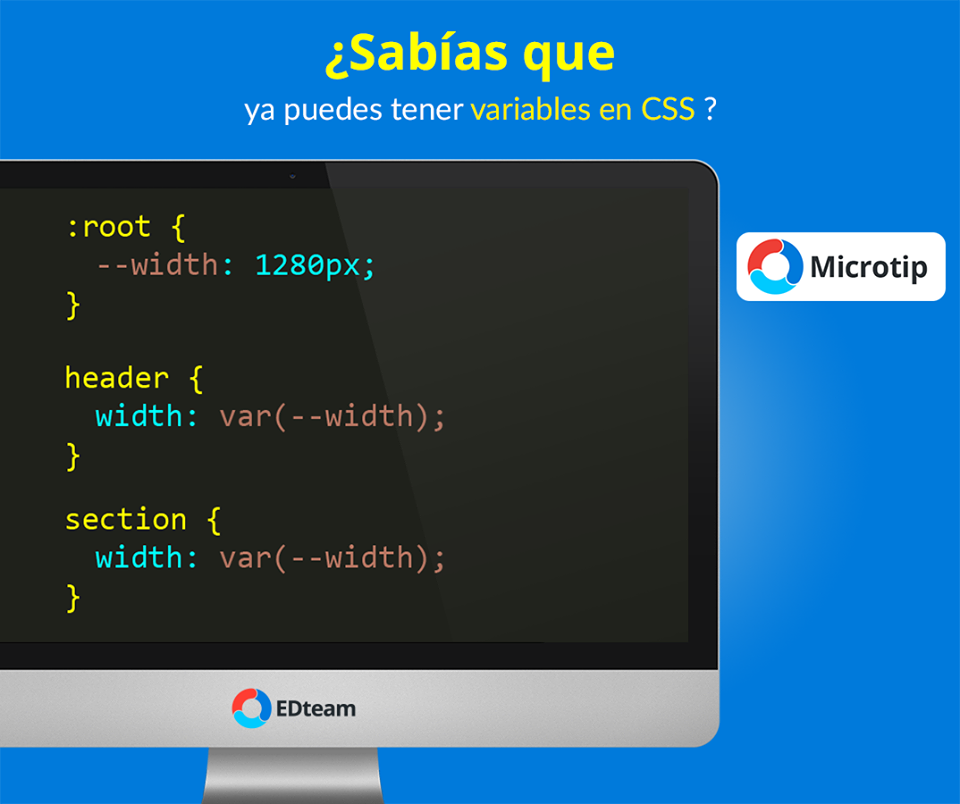 ¿Sabías que
ya puedes tener variables en CSS ?
:root {
--width: 1280px;
}
header {
width: var(--width);
}
section {
width: var(--width);
}
Microtip
EDteam